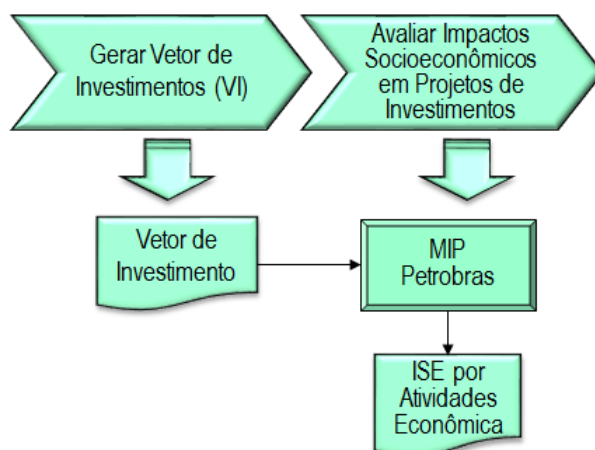 Gerar Vetor de
Investimentos (VI)
Avaliar Impactos
Socioeconômicos
em Projetos de
Investimentos
Vetor de
Investimento
MIP
Petrobras
ISE por
Atividades
Econômica